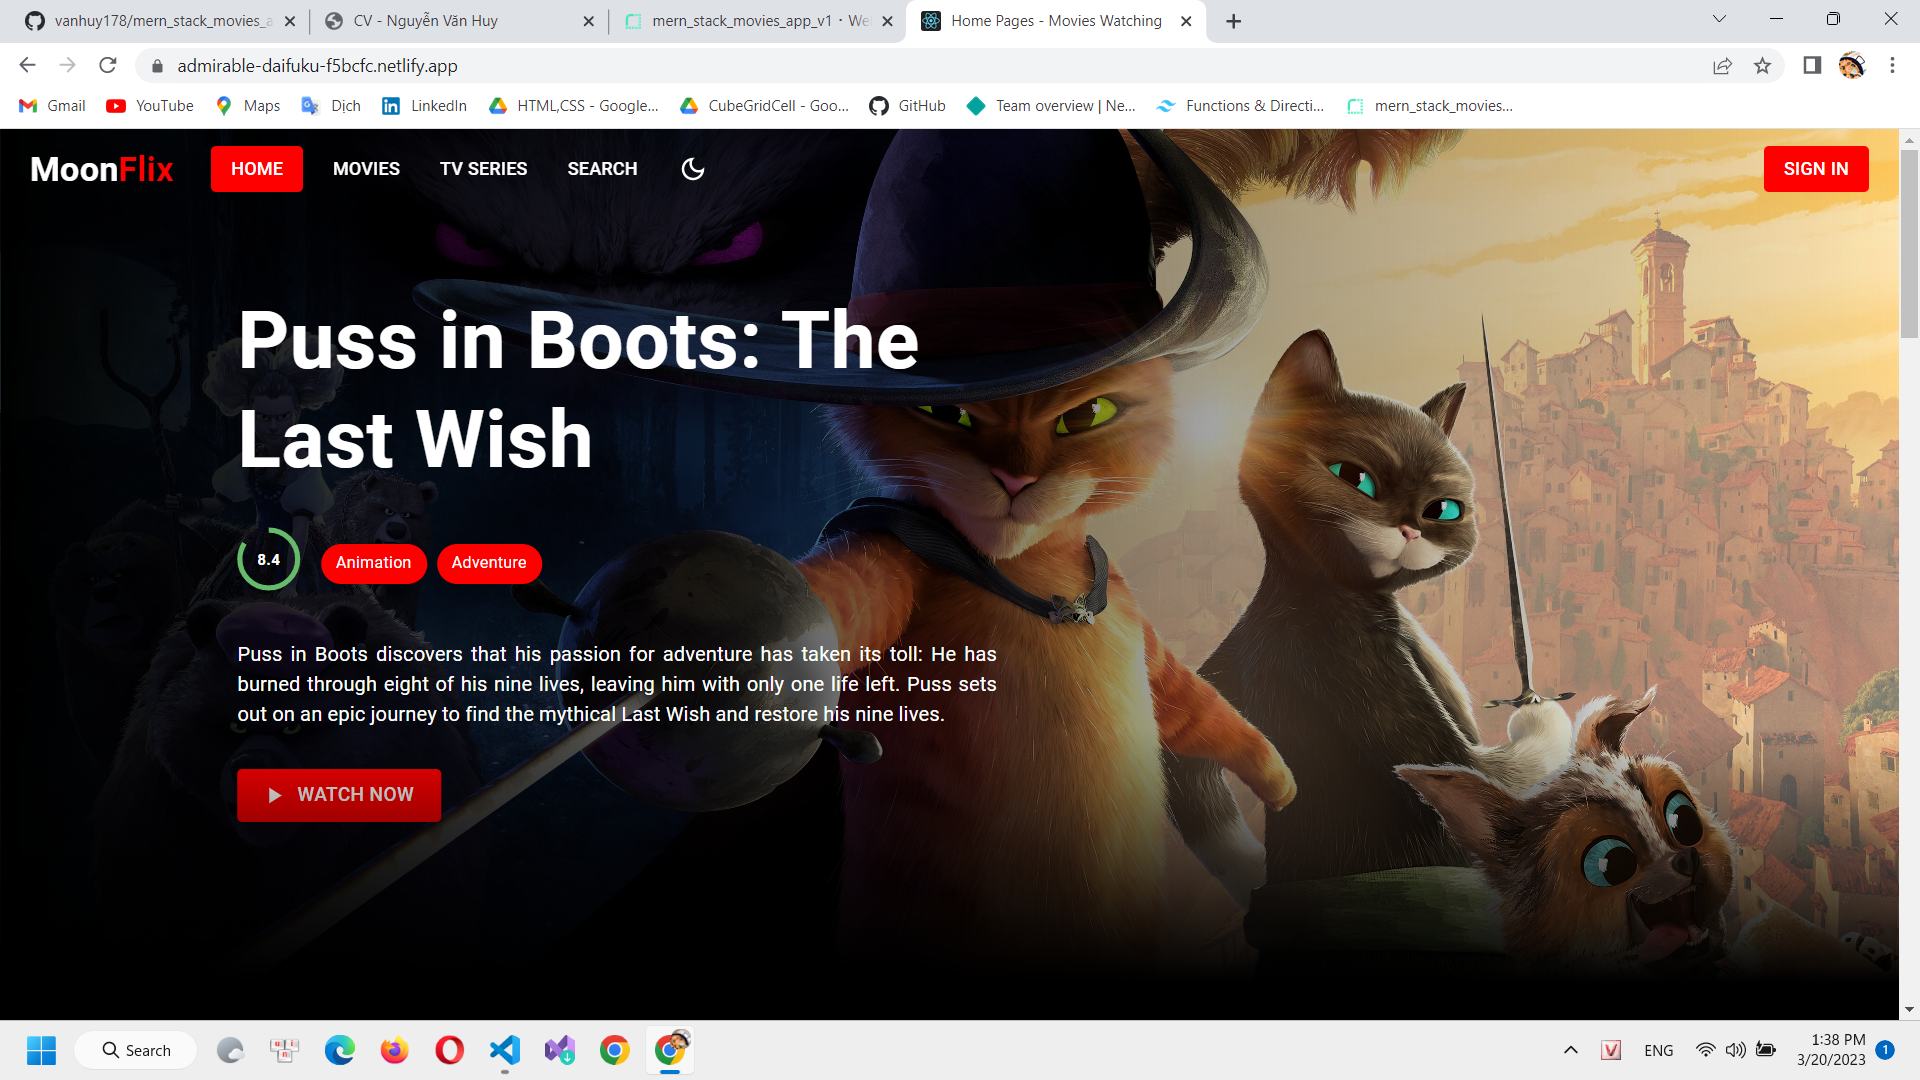 vanhuy178/mern_stack_movies_a
CV - Nguyễn Văn Huy
mern_stack_movies_app_v1 · We
Home Pages - Movies Watching
admirable-daifuku-f5bcfc.netlify.app
Gmail
YouTube
Maps
Dịch
LinkedIn
HTML,CSS - Google...
CubeGridCell - Goo...
GitHub
Team overview | Ne...
Functions & Directi...
mern_stack_movies...
MoonFlix
HOME
MOVIES
TV SERIES
SEARCH
SIGN IN
Puss in Boots: The
Last Wish
8.4
Animation
Adventure
Puss in Boots discovers that his passion for adventure has taken its toll: He has
burned through eight of his nine lives, leaving him with only one life left. Puss sets
out on an epic journey to find the mythical Last Wish and restore his nine lives.
WATCH NOW
Search
ENG
1:38 PM
3/20/2023
1